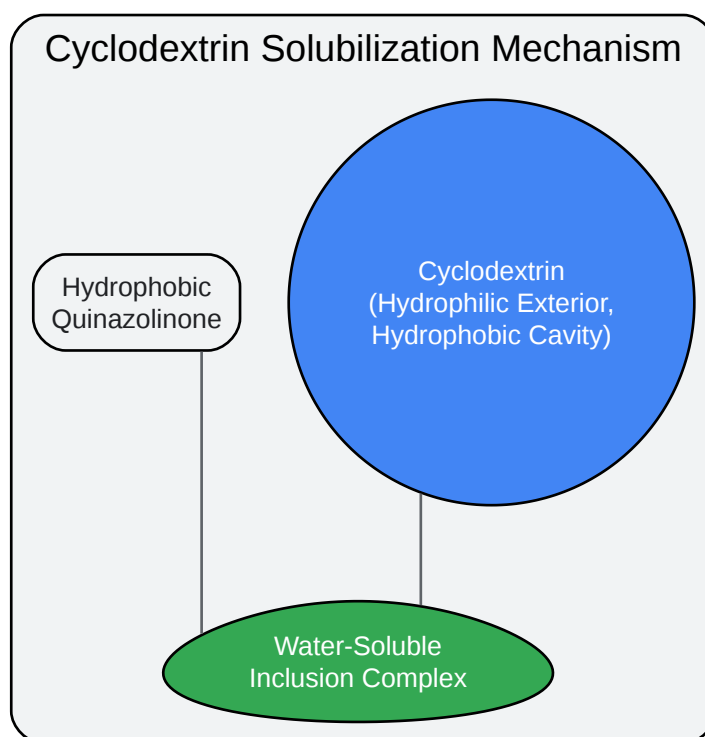 Cyclodextrin Solubilization Mechanism
Hydrophobic
Quinazolinone
Cyclodextrin
(Hydrophilic Exterior,
Hydrophobic Cavity)
Water-Soluble
Inclusion Complex